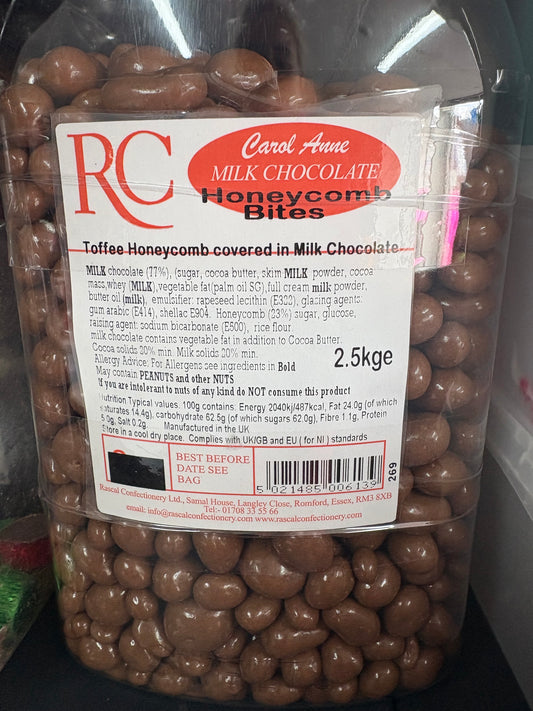 RC
Carol Anne
MILK CHOCOLATE
Honeycomb
Bites
Toffee Honeycomb covered in Milk Chocolate
MILK chocolate (77%), (sugar, cocoa butter, skim MILK powder, cocoa
mass,whey (MILK),vegetable fat(palm oil SG),full cream milk powder,
butter oil (milk), emulsifier: rapeseed lecithin (E322), glazing agents:
gum arabic (E414), shellac E904. Honeycomb (23%) sugar, glucose,
raising agent: sodium bicarbonate (E500), rice flour.
milk chocolate contains vegetable fat in addition to Cocoa Butter.
Cocoa solids 30% min. Milk solids 20% min.
2.5kge
Allergy Advice: For Allergens see ingredients in Bold
May contain PEANUTS and other NUTS
If you are intolerant to nuts of any kind do NOT consume this product
Nutrition Typical values. 100g contains: Energy 2040kj/487kcal, Fat 24.0g (of which
saturates 14.4g), carbohydrate 62.5g (of which sugars 62.0g), Fibre 1.1g, Protein
Salt 0.2g. Manufactured in the UK
Store in a cool dry place. Complies with UK/GB and EU ( for NI ) standards
BEST BEFORE
DATE SEE
BAG
5 021485 006139
269
Rascal Confectionery Ltd., Samal House, Langley Close, Romford, Essex, RM3 8XB
Tel:- 01708 33 55 66
email: info@rascalconfectionery.com www.rascalconfectionery.com